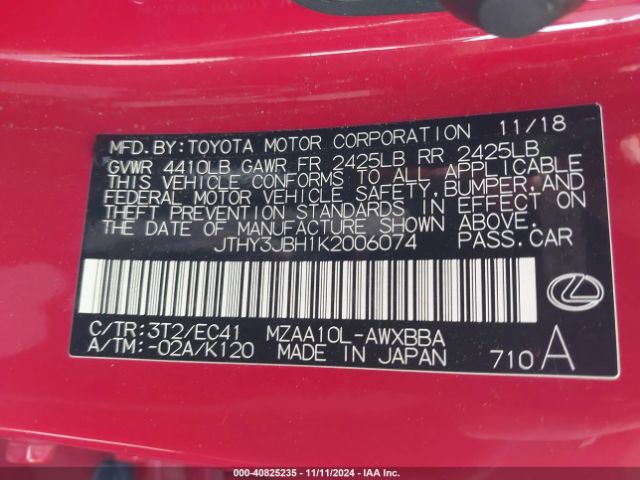 MFD. BY: TOYOTA MOTOR CORPORATION 11/18
GVWR 4410LB GAWR FR 2425LB RR 2425LB
THIS VEHICLE CONFORMS TO ALL APPLICABLE
FEDERAL MOTOR VEHICLE SAFETY, BUMPER, AND
THEFT PREVENTION STANDARDS IN EFFECT ON
THE DATE OF MANUFACTURE SHOWN ABOVE.
JTHY3JBH1K2006074 PASS. CAR
C/TR: 3T2/EC41 MZAA10L-AWXBBA
A/TM: -02A/K120 MADE IN JAPAN 710 A
000-40825235 - 11/11/2024 - IAAI.COM